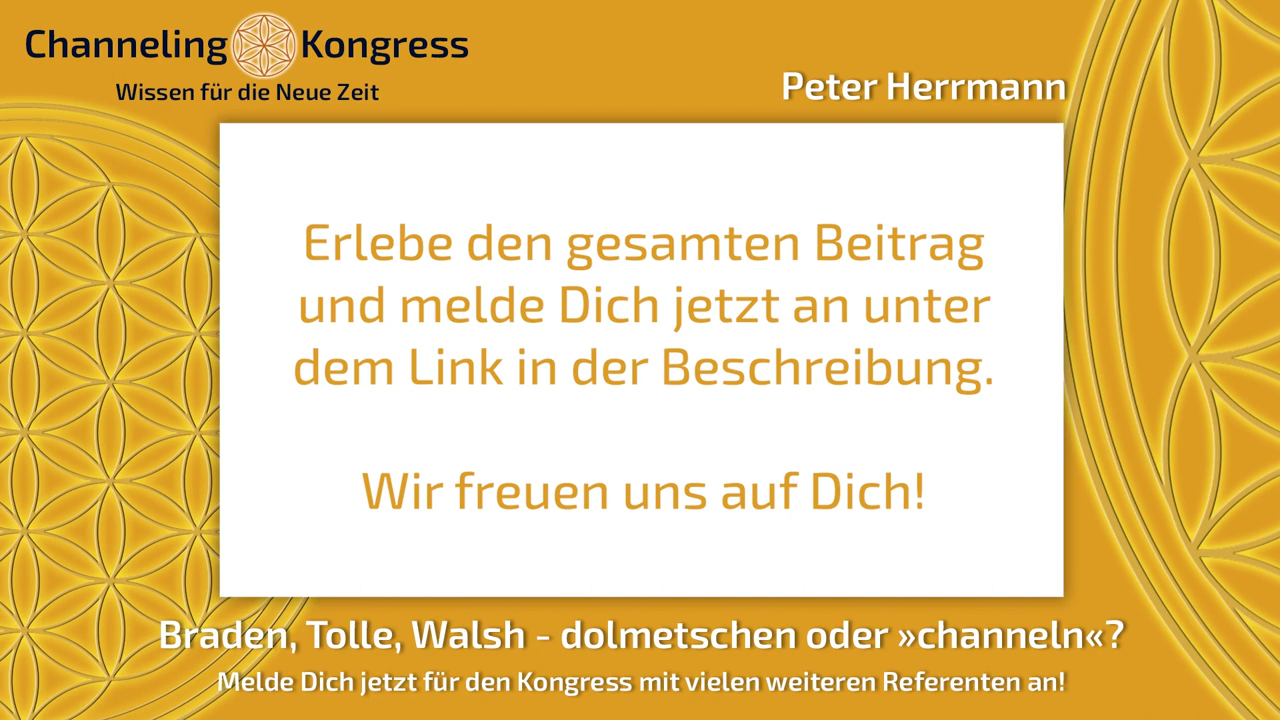 Channeling Kongress
Wissen für die Neue Zeit
Peter Herrmann
Erlebe den gesamten Beitrag
und melde Dich jetzt an unter
dem Link in der Beschreibung.
Wir freuen uns auf Dich!
Braden, Tolle, Walsh - dolmetschen oder »channeln«?
Melde Dich jetzt für den Kongress mit vielen weiteren Referenten an!